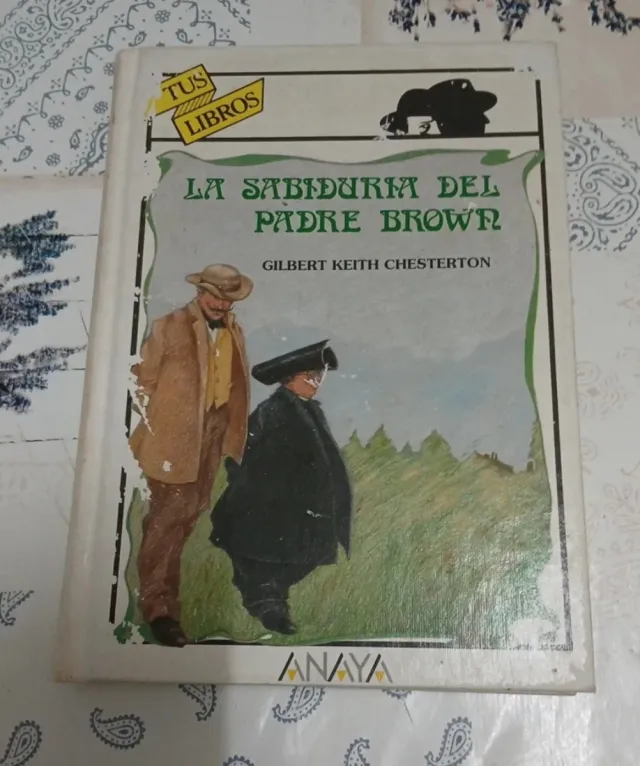 TUS
LIBROS
LA SABIDURIA DEL
PADRE BROWN
GILBERT KEITH CHESTERTON
ANAYA